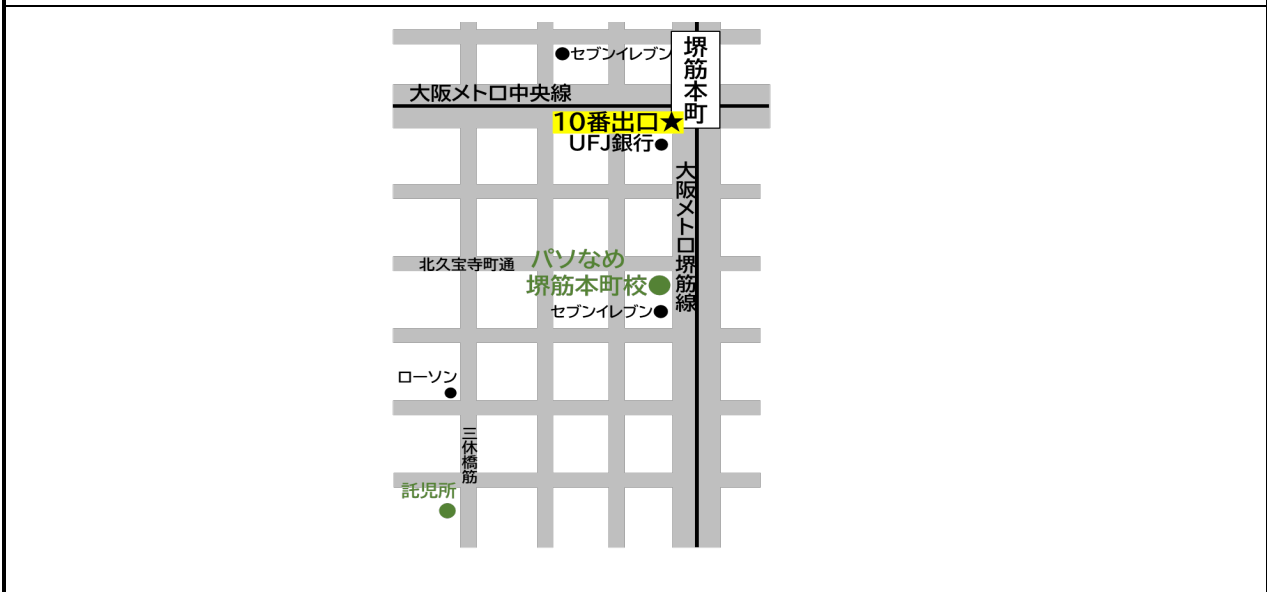 ●セブンイレブン
堺筋本町
大阪メトロ中央線
10番出口★
UFJ銀行●
大阪メトロ堺筋線
パソなめ
北久宝寺町通
堺筋本町校●
セブンイレブン●
ローソン
三休橋筋
託児所